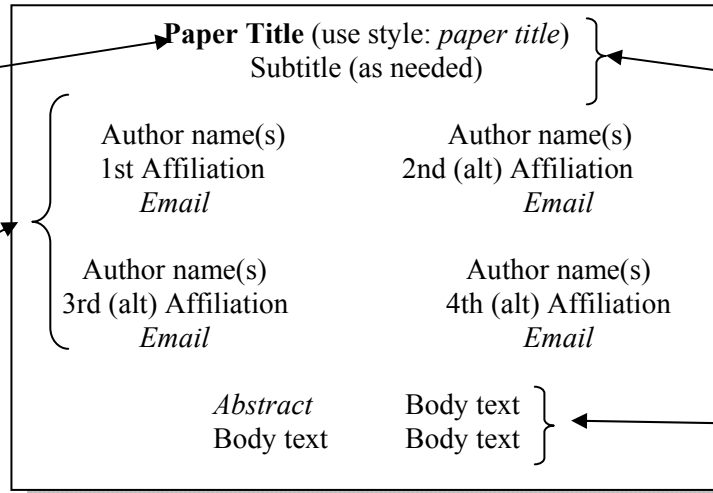 Paper Title (use style: paper title)
Subtitle (as needed)
Author name(s)
1st Affiliation
Email
Author name(s)
2nd (alt) Affiliation
Email
Author name(s)
3rd (alt) Affiliation
Email
Author name(s)
4th (alt) Affiliation
Email
Abstract
Body text
Body text
Body text